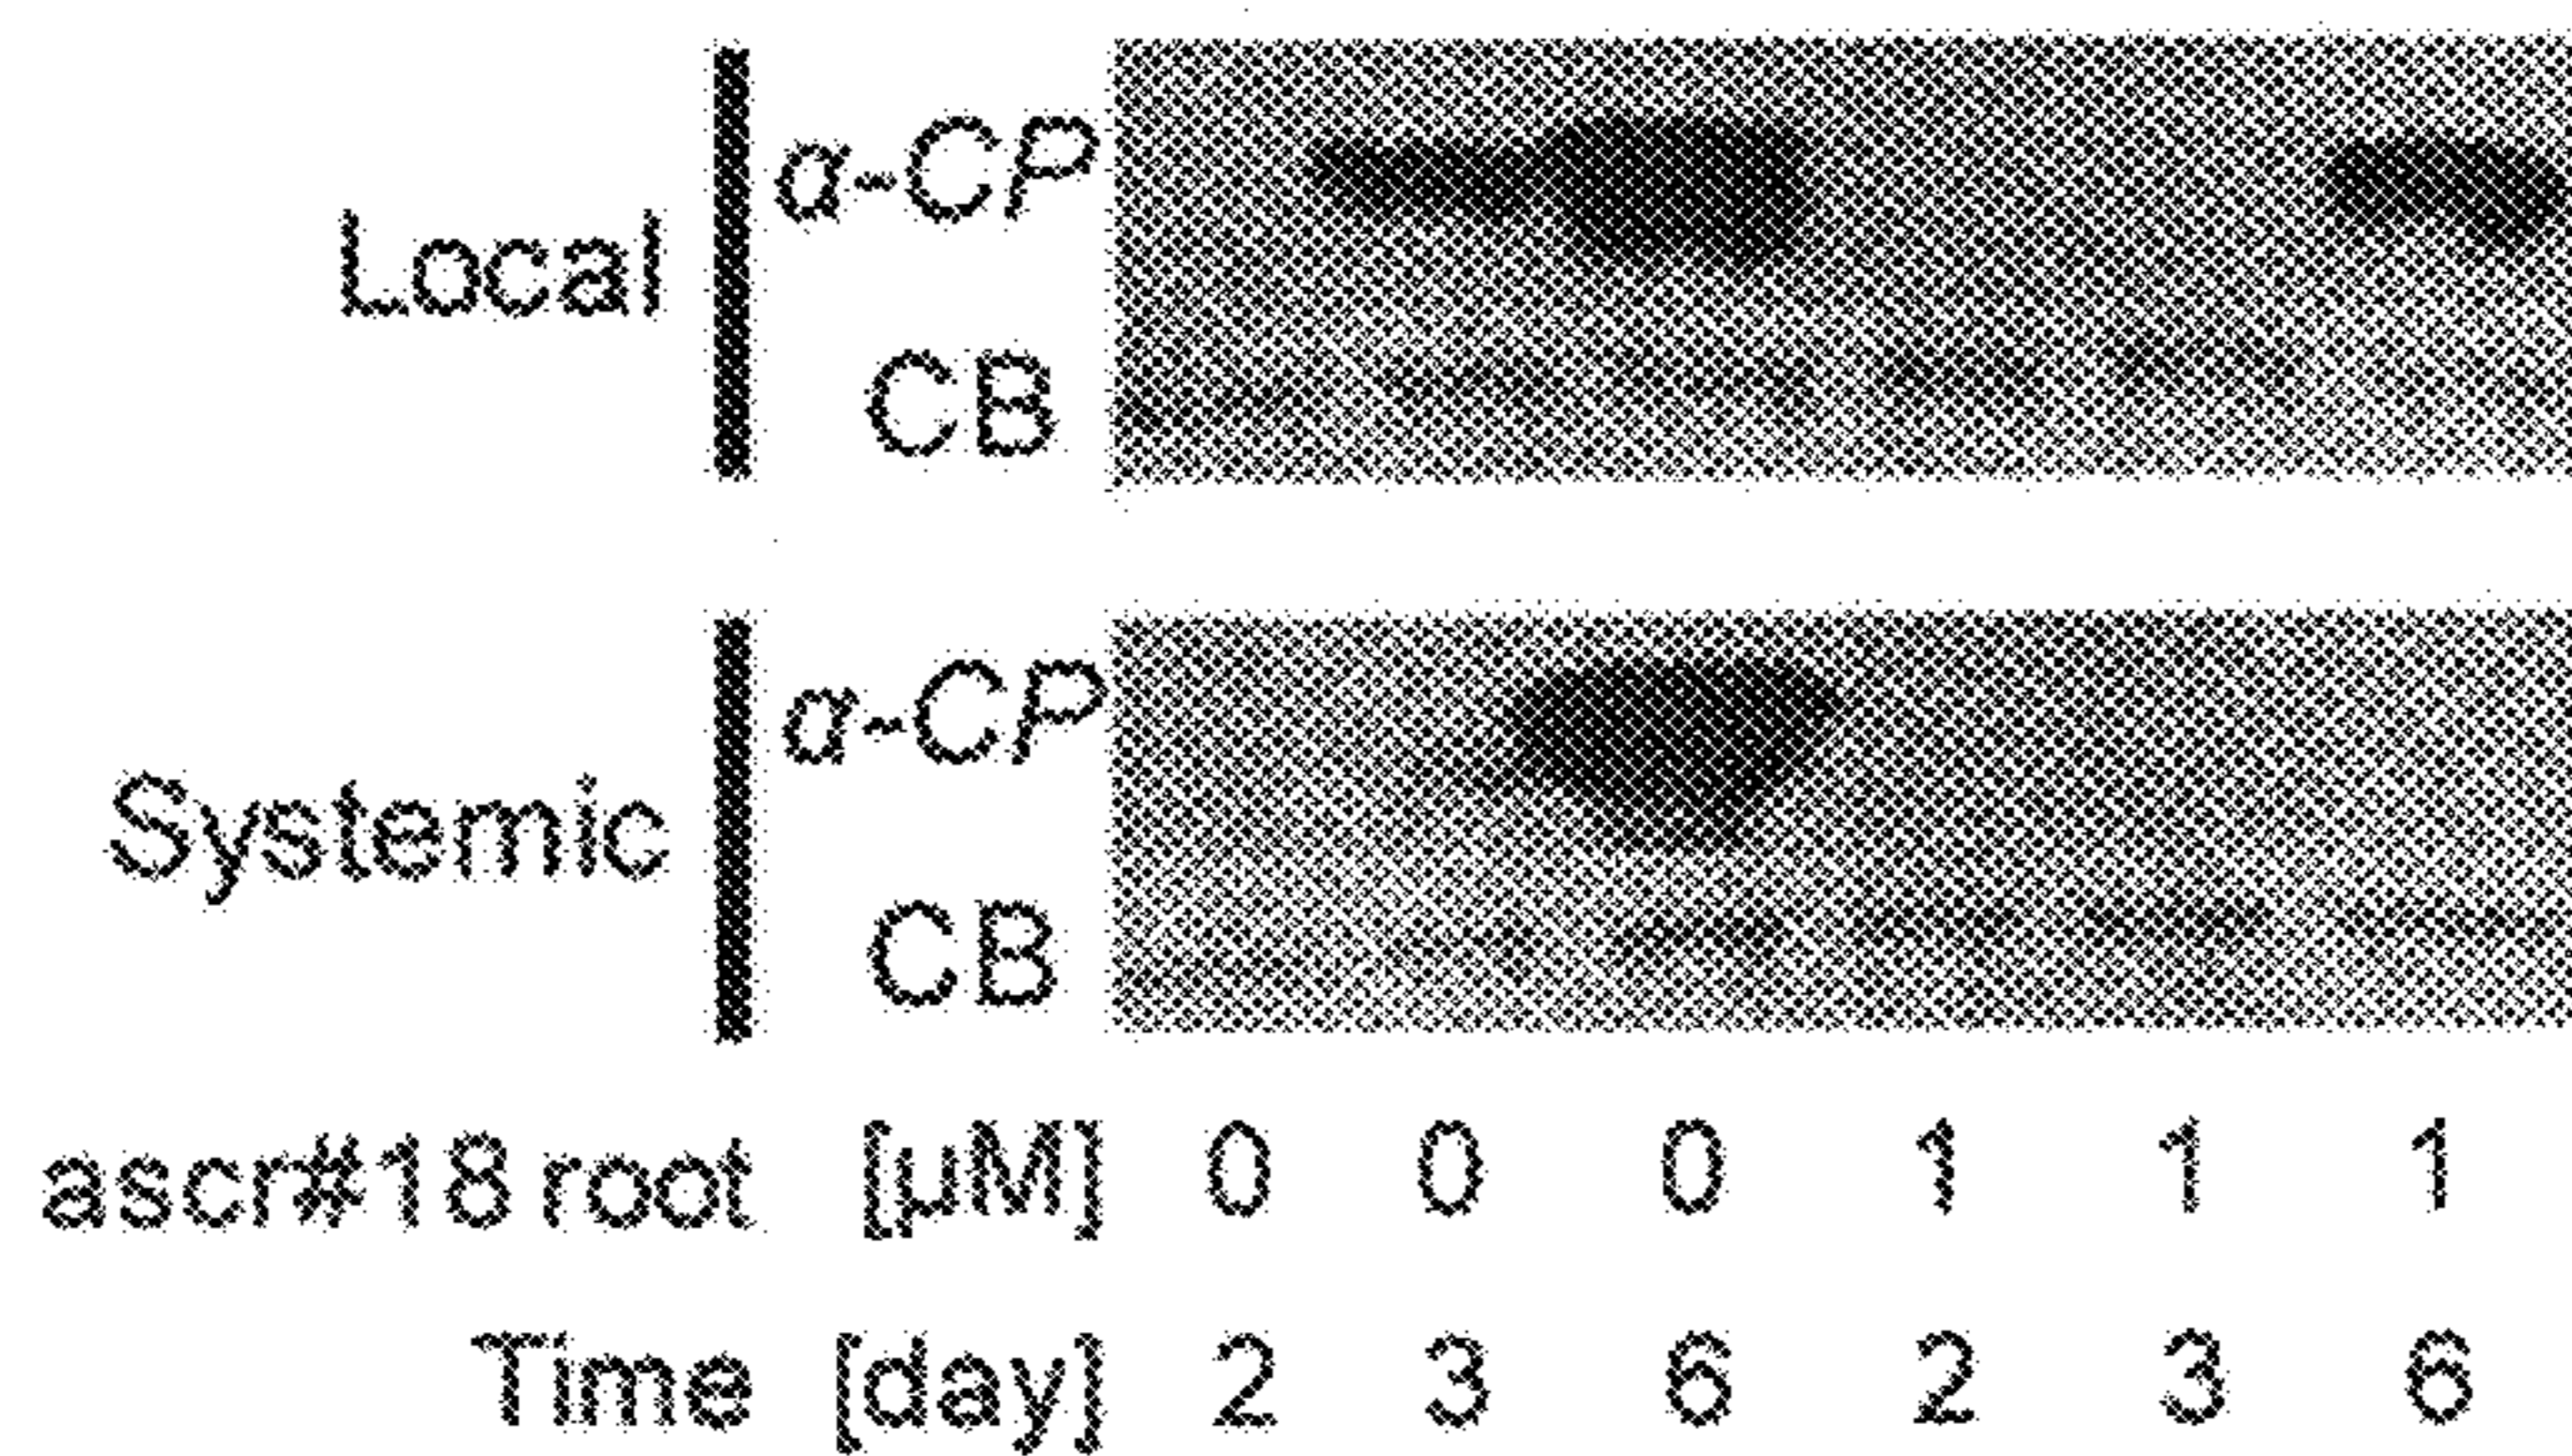 Local α-CP
CB
Systemic α-CP
CB
ascr#18 root [μM] 0 0 0 1 1 1
Time [day] 2 3 6 2 3 6